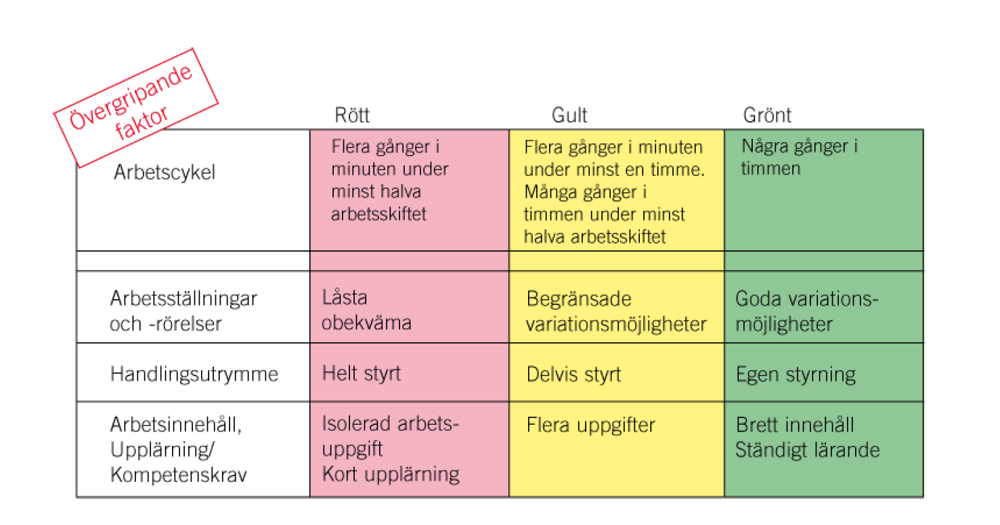 Övergripande
faktor
Rött
Gult
Grönt
Arbetscykel
Flera gånger i
minuten under
minst halva
arbetsskiftet
Flera gånger i minuten
under minst en timme.
Många gånger i
timmen under minst
halva arbetsskiftet
Några gånger i
timmen
Arbetsställningar
och -rörelser
Låsta
obekväma
Begränsade
variationsmöjligheter
Goda variations-
möjligheter
Handlingsutrymme
Helt styrt
Delvis styrt
Egen styrning
Arbetsinnehåll,
Upplärning/
Kompetenskrav
Isolerad arbets-
uppgift
Kort upplärning
Flera uppgifter
Brett innehåll
Ständigt lärande